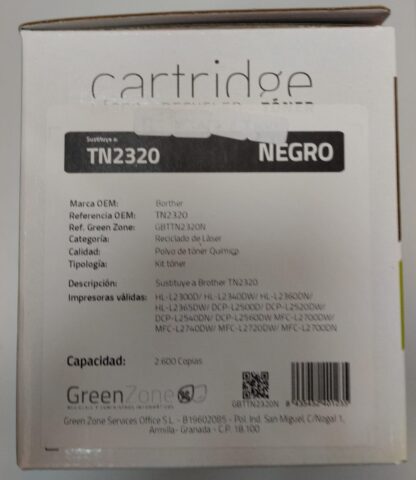 cartridge
Sustituye a:
TN2320 NEGRO
Marca OEM: Borther
Referencia OEM: TN2320
Ref. Green Zone: GBTTN2320N
Categoría: Reciclado de Láser
Calidad: Polvo de tóner Químico
Tipología: Kit tóner
Descripción: Sustituye a Brother TN2320
Impresoras válidas: HL-L2300D/ HL-L2340DW/ HL-L2360DN/
HL-L2365DW/ DCP-L2500D/ DCP-L2520DW/
DCP-L2540DN/ DCP-L2560DW MFC-L2700DW/
MFC-L2740DW/ MFC-L2720DW/ MFC-L2700DN
Capacidad: 2.600 Copias
GreenZone
RECICLAJE Y SUMINISTROS INFORMÁTICOS
GBTTN2320N
Green Zone Services Office S.L - B19602085 - Pol. Ind. San Miguel, C/Nogal 1,
Armilla- Granada - C.P. 18.100